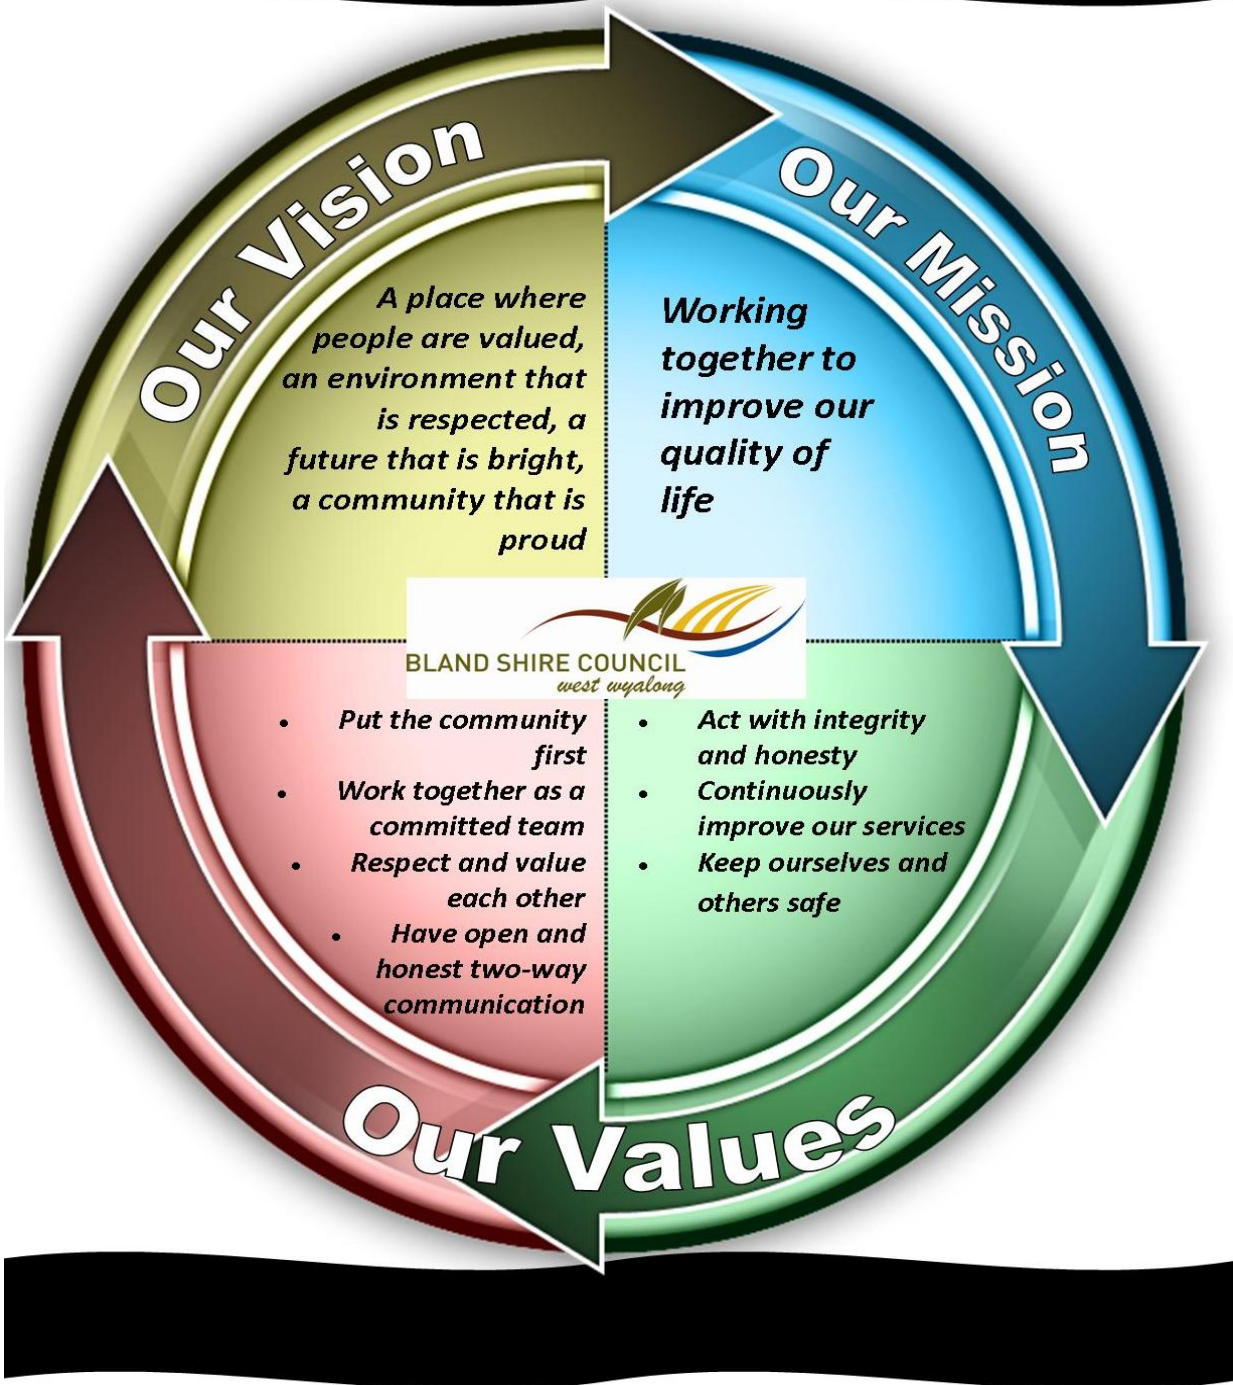 Our Vision
A place where
people are valued,
an environment that
is respected, a
future that is bright,
a community that is
proud
Our Mission
Working
together to
improve our
quality of
life
BLAND SHIRE COUNCIL
west wyalong
• Put the community
first
• Work together as a
committed team
• Respect and value
each other
• Have open and
honest two-way
communication
• Act with integrity
and honesty
• Continuously
improve our services
• Keep ourselves and
others safe
Our Values